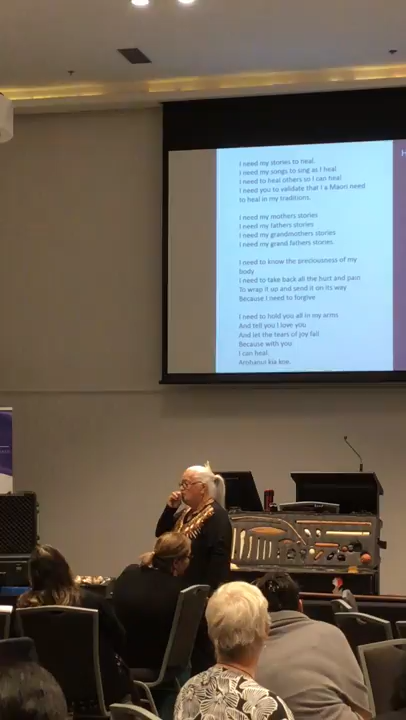 I need my stories to heal.
I need my songs to sing as I heal
I need to heal others so I can heal
I need you to validate that I a Maori need
to heal in my traditions.
I need my mothers stories
I need my fathers stories
I need my grandmothers stories
I need my grand fathers stories.
I need to know the preciousness of my
body
I need to take back all the hurt and pain
To wrap it up and send it on its way
Because I need to forgive
I need to hold you all in my arms
And tell you I love you
And let the tears of joy fall
Because with you
I can heal.
Arohanui kia koe.
H